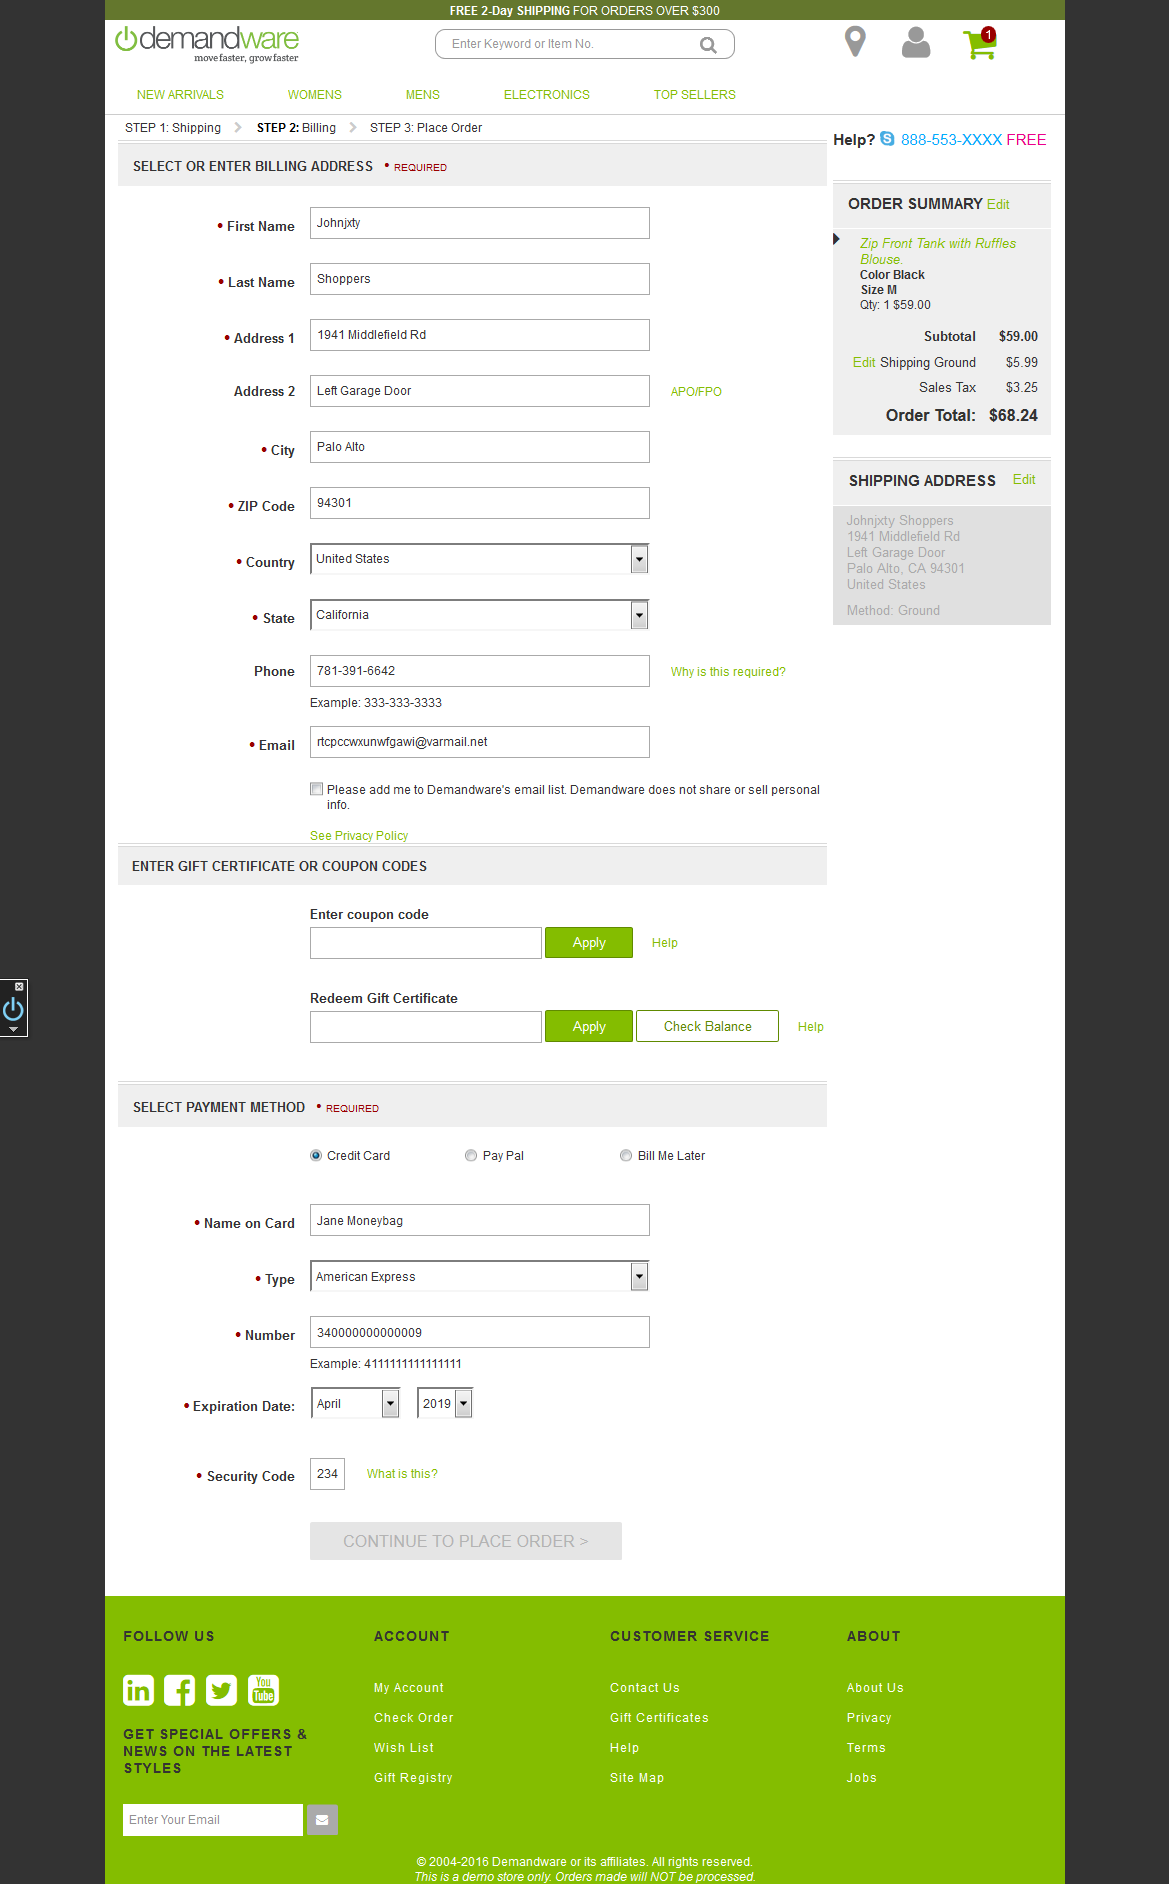 FREE 2-Day SHIPPING FOR ORDERS OVER $300
demandware
move faster, grow faster
Enter Keyword or Item No.
1
NEW ARRIVALS
WOMENS
MENS
ELECTRONICS
TOP SELLERS
STEP 1: Shipping
STEP 2: Billing
STEP 3: Place Order
Help? 888-553-XXXX FREE
SELECT OR ENTER BILLING ADDRESS • REQUIRED
• First Name Johnjxty
• Last Name Shoppers
• Address 1 1941 Middlefield Rd
Address 2 Left Garage Door APO/FPO
• City Palo Alto
• ZIP Code 94301
• Country United States
• State California
Phone 781-391-6642 Why is this required?
Example: 333-333-3333
• Email rtcpccwxunwfgawi@varmail.net
Please add me to Demandware's email list. Demandware does not share or sell personal
info.
See Privacy Policy
ORDER SUMMARY Edit
Zip Front Tank with Ruffles
Blouse.
Color Black
Size M
Qty: 1 $59.00
Subtotal $59.00
Edit Shipping Ground $5.99
Sales Tax $3.25
Order Total: $68.24
SHIPPING ADDRESS Edit
Johnjxty Shoppers
1941 Middlefield Rd
Left Garage Door
Palo Alto, CA 94301
United States
Method: Ground
ENTER GIFT CERTIFICATE OR COUPON CODES
Enter coupon code
Apply Help
Redeem Gift Certificate
Apply Check Balance Help
SELECT PAYMENT METHOD • REQUIRED
Credit Card Pay Pal Bill Me Later
• Name on Card Jane Moneybag
• Type American Express
• Number 340000000000009
Example: 4111111111111111
• Expiration Date: April 2019
• Security Code 234 What is this?
CONTINUE TO PLACE ORDER >
FOLLOW US
in
You
Tube
GET SPECIAL OFFERS &
NEWS ON THE LATEST
STYLES
Enter Your Email
ACCOUNT
My Account
Check Order
Wish List
Gift Registry
CUSTOMER SERVICE
Contact Us
Gift Certificates
Help
Site Map
ABOUT
About Us
Privacy
Terms
Jobs
© 2004-2016 Demandware or its affiliates. All rights reserved.
This is a demo store only. Orders made will NOT be processed.